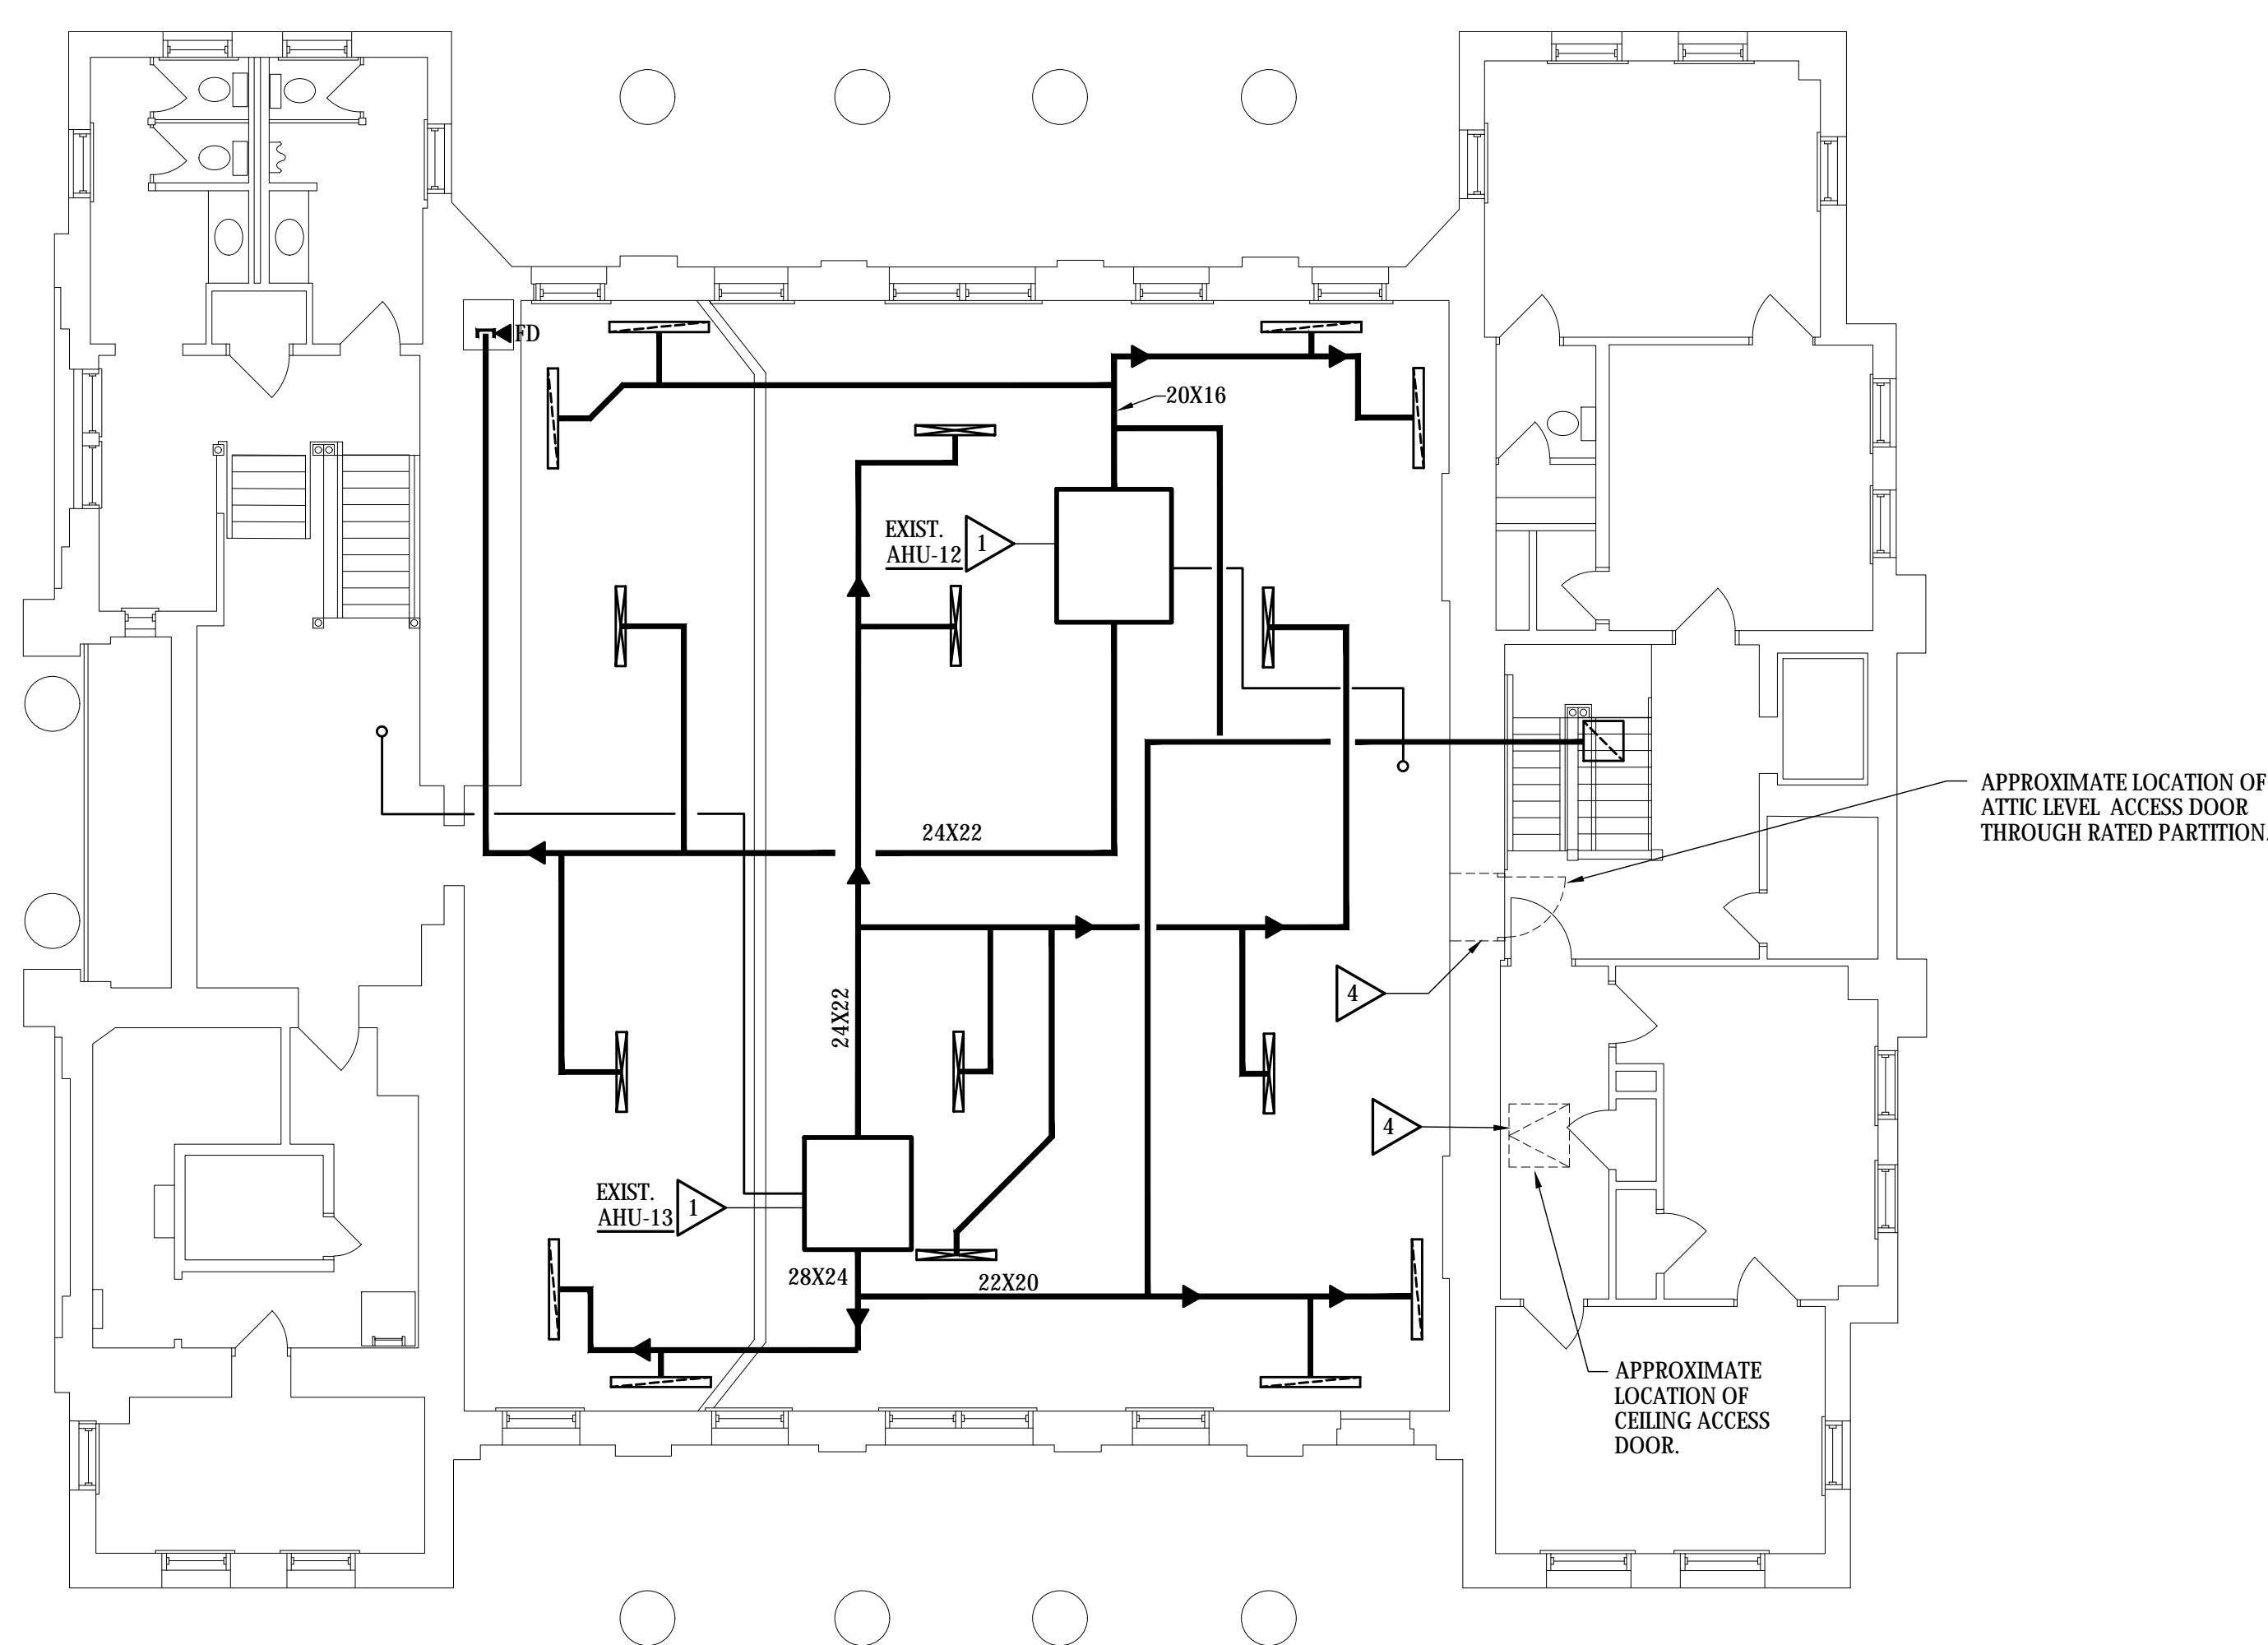 FD
20X16
EXIST.
AHU-12
1
APPROXIMATE LOCATION OF
ATTIC LEVEL ACCESS DOOR
THROUGH RATED PARTITION.
24X22
4
24X22
4
EXIST.
AHU-13
1
28X24
22X20
APPROXIMATE
LOCATION OF
CEILING ACCESS
DOOR.